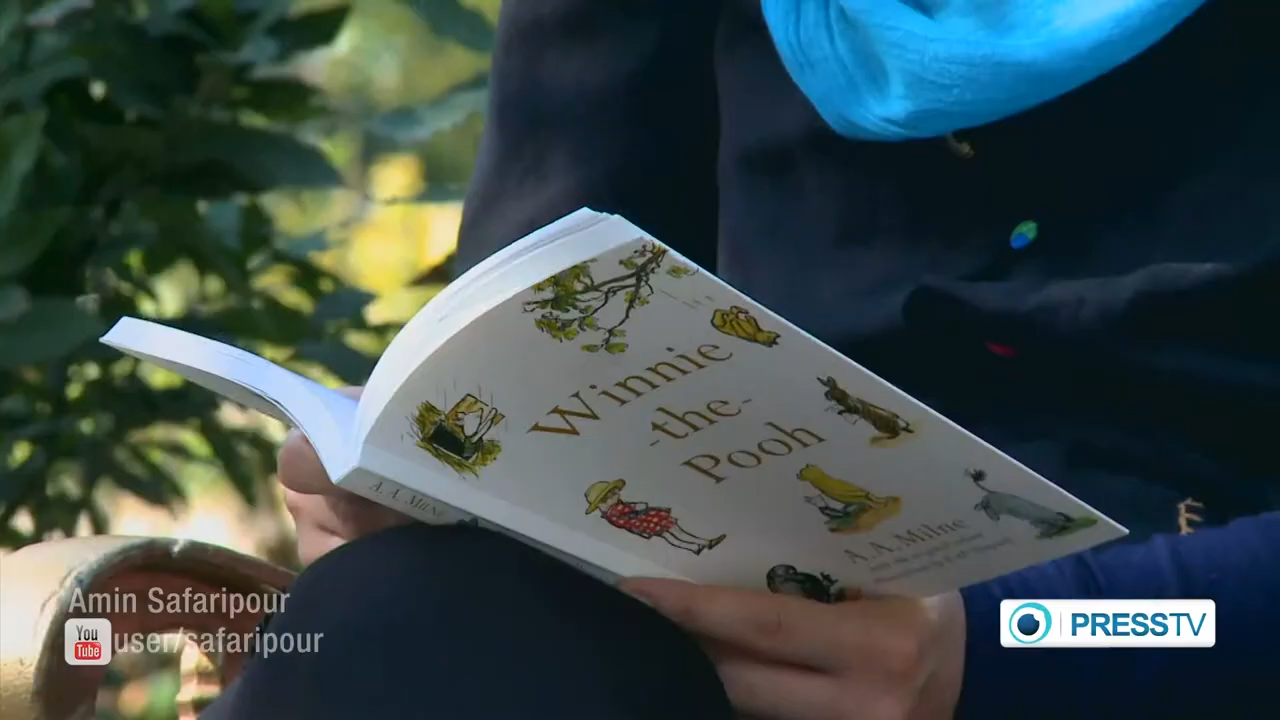 Winnie
-the-
Pooh
A.A.Milne
A.A.Milne
Amin Safaripour
You
Tube
user/safaripour
PRESSTV